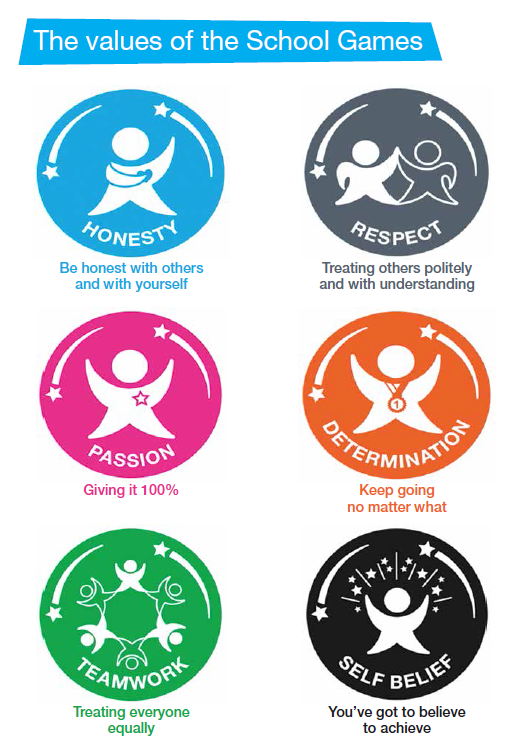 The values of the School Games
HONESTY
Be honest with others
and with yourself
RESPECT
Treating others politely
and with understanding
PASSION
Giving it 100%
1
DETERMINATION
Keep going
no matter what
TEAMWORK
Treating everyone
equally
SELF BELIEF
You've got to believe
to achieve